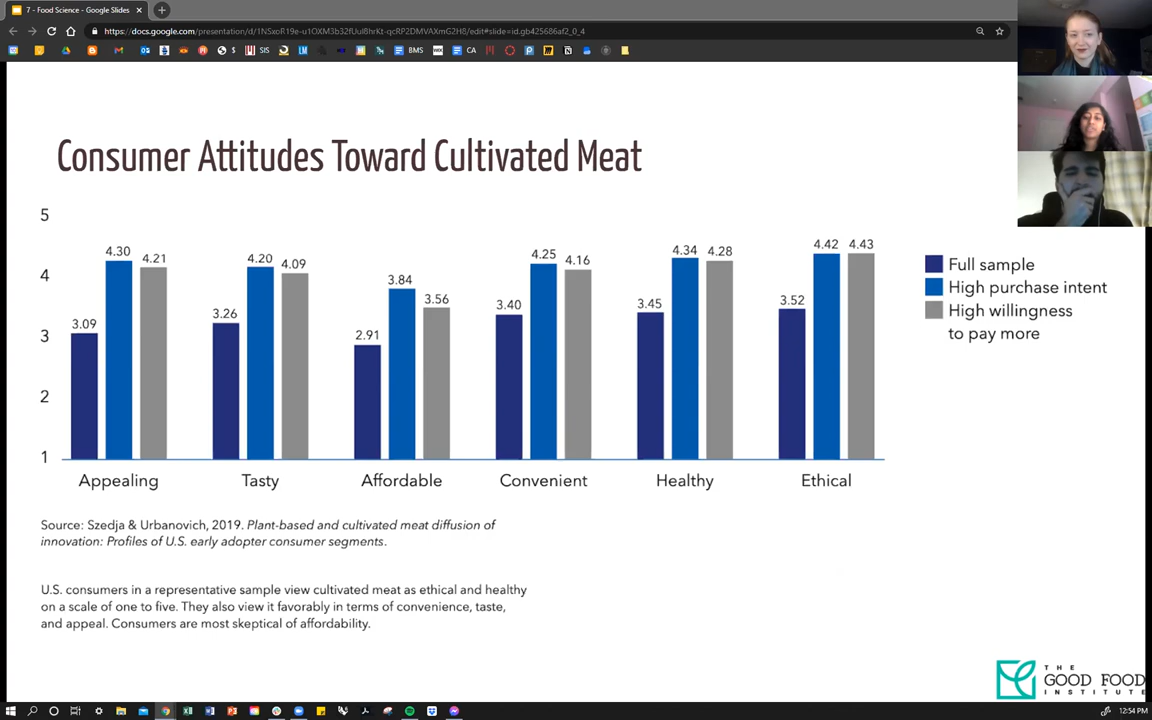 7 - Food Science - Google Slides
https://docs.google.com/presentation/d/1NSxoR19e-u1OXM3b32fUuI8hrKt-qcRP2DMVAXmG2H8/edit#slide=id.gb425686af2_0_4
$ SIS LM BMS WIX CA
Consumer Attitudes Toward Cultivated Meat
5
4
3
2
1
3.09 4.30 4.21
3.26 4.20 4.09
2.91 3.84 3.56
3.40 4.25 4.16
3.45 4.34 4.28
3.52 4.42 4.43
Appealing Tasty Affordable Convenient Healthy Ethical
Full sample
High purchase intent
High willingness
to pay more
Source: Szedja & Urbanovich, 2019. Plant-based and cultivated meat diffusion of
innovation: Profiles of U.S. early adopter consumer segments.
U.S. consumers in a representative sample view cultivated meat as ethical and healthy
on a scale of one to five. They also view it favorably in terms of convenience, taste,
and appeal. Consumers are most skeptical of affordability.
THE
GOOD FOOD
INSTITUTE
12:54 PM